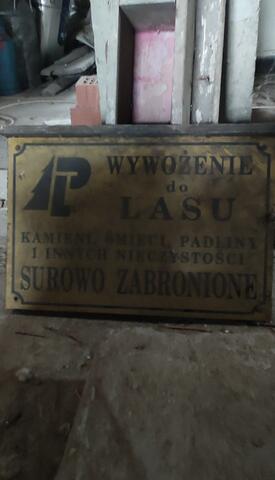 WYWOŻENIE
do
LASU
KAMIENI, ŚMIECI, PADLINY
I INNYCH NIECZYSTOŚCI
SUROWO ZABRONIONE